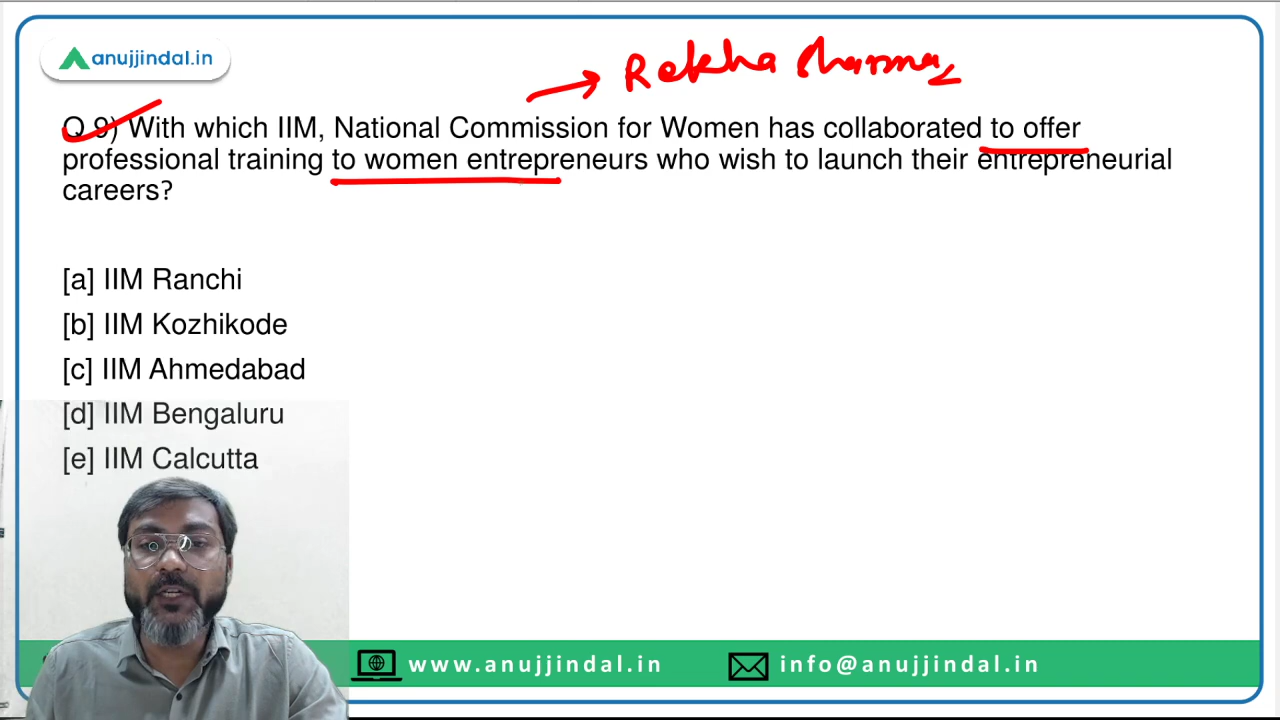 anujjindal.in
Rekha Sharma
Q 9) With which IIM, National Commission for Women has collaborated to offer
professional training to women entrepreneurs who wish to launch their entrepreneurial
careers?
[a] IIM Ranchi
[b] IIM Kozhikode
[c] IIM Ahmedabad
[d] IIM Bengaluru
[e] IIM Calcutta
www.anujjindal.in
info@anujjindal.in